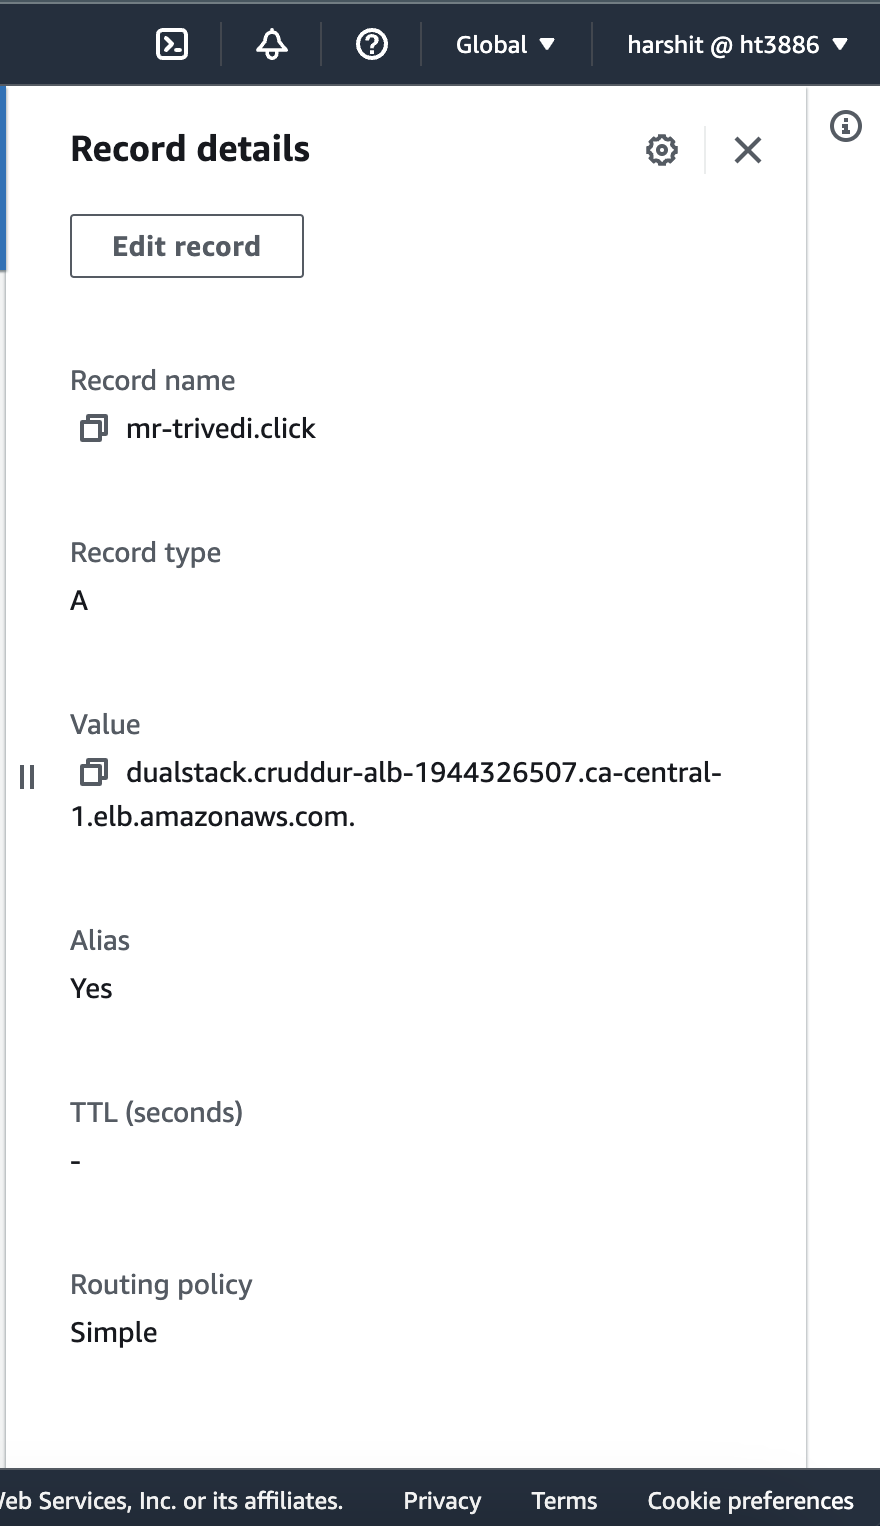 Global
harshit @ ht3886
Record details
Edit record
Record name
mr-trivedi.click
Record type
A
Value
dualstack.cruddur-alb-1944326507.ca-central-
1.elb.amazonaws.com.
Alias
Yes
TTL (seconds)
-
Routing policy
Simple
Services, Inc. or its affiliates.
Privacy
Terms
Cookie preferences